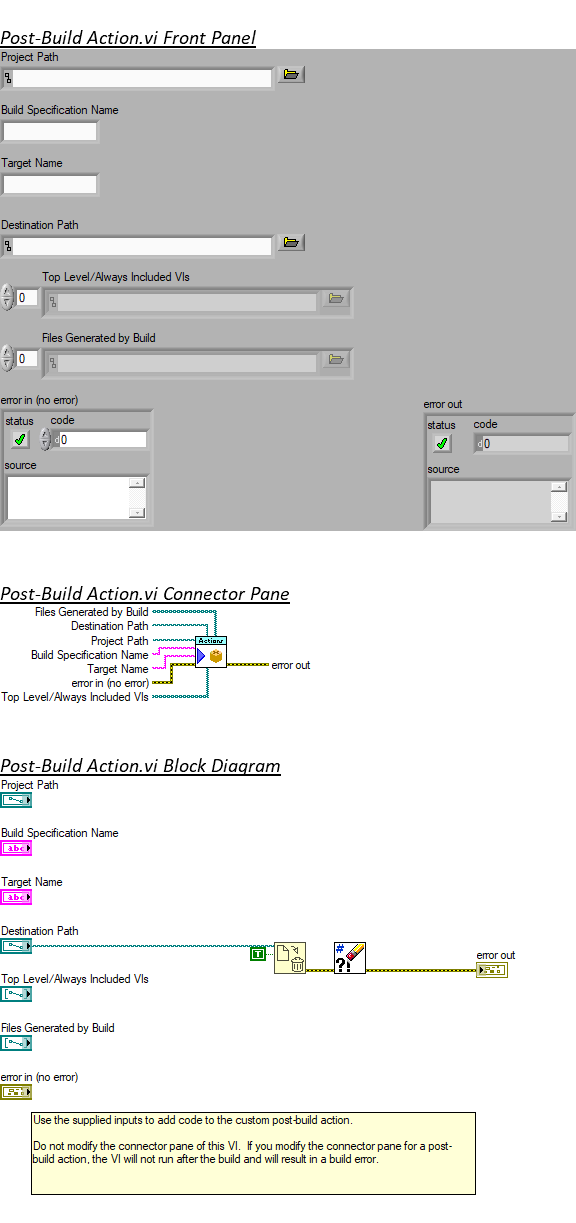 Post-Build Action.vi Front Panel
Project Path
Build Specification Name
Target Name
Destination Path
Top Level/Always Included VIs
0
Files Generated by Build
0
error in (no error)
status code
d0
source
error out
status code
d0
source
Post-Build Action.vi Connector Pane
Files Generated by Build
Destination Path
Project Path
Build Specification Name
Target Name
error in (no error)
Top Level/Always Included VIs
Actions
error out
Post-Build Action.vi Block Diagram
Project Path
Build Specification Name
abc
Target Name
abc
Destination Path
T
#
?!
error out
Top Level/Always Included VIs
Files Generated by Build
error in (no error)
Use the supplied inputs to add code to the custom post-build action.
Do not modify the connector pane of this VI. If you modify the connector pane for a post-
build action, the VI will not run after the build and will result in a build error.